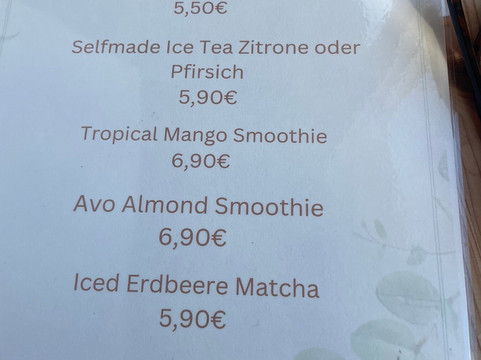 5,50€
Selfmade Ice Tea Zitrone oder
Pfirsich
5,90€
Tropical Mango Smoothie
6,90€
Avo Almond Smoothie
6,90€
Iced Erdbeere Matcha
5,90€